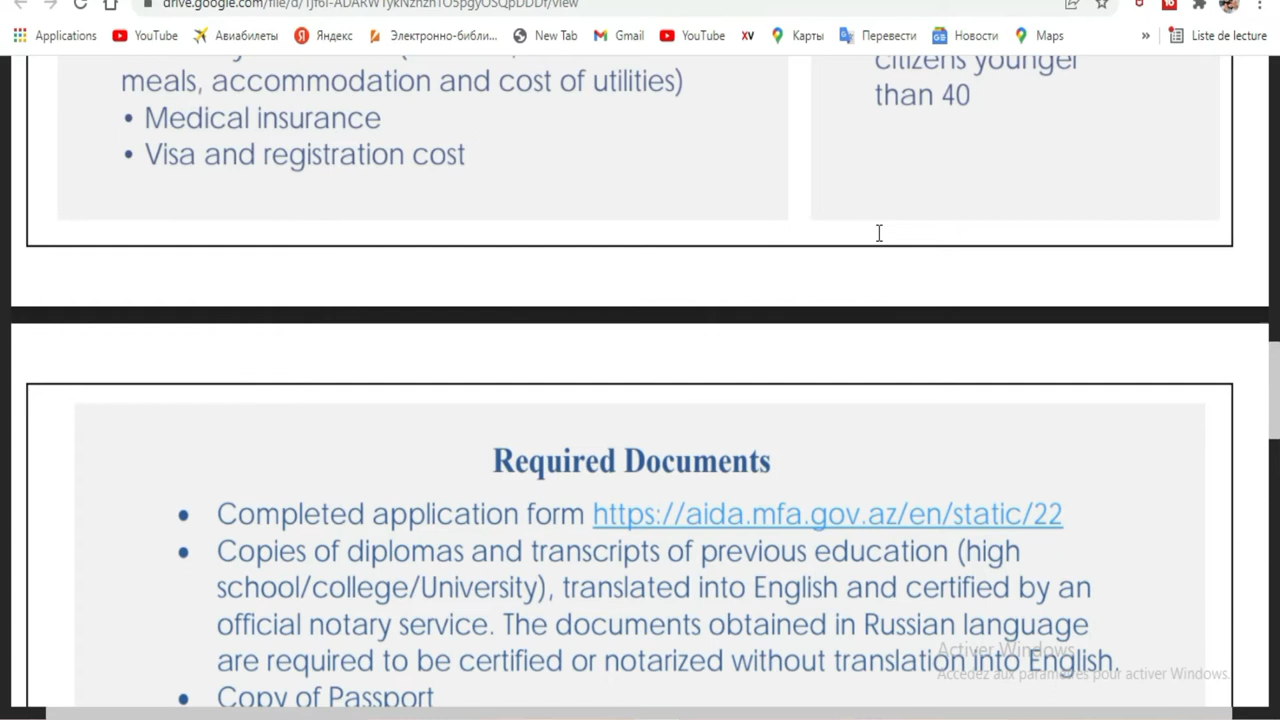 drive.google.com/file/d/
/view
Applications YouTube Авиабилеты Яндекс Электронно-библи... New Tab Gmail YouTube XV Карты Перевести Новости Maps » Liste de lecture
meals, accommodation and cost of utilities)
• Medical insurance
• Visa and registration cost
citizens younger
than 40
Required Documents
• Completed application form https://aida.mfa.gov.az/en/static/22
• Copies of diplomas and transcripts of previous education (high
school/college/University), translated into English and certified by an
official notary service. The documents obtained in Russian language
are required to be certified or notarized without translation into English.
• Copy of Passport
Activer Windows
Accédez aux paramètres pour activer Windows.